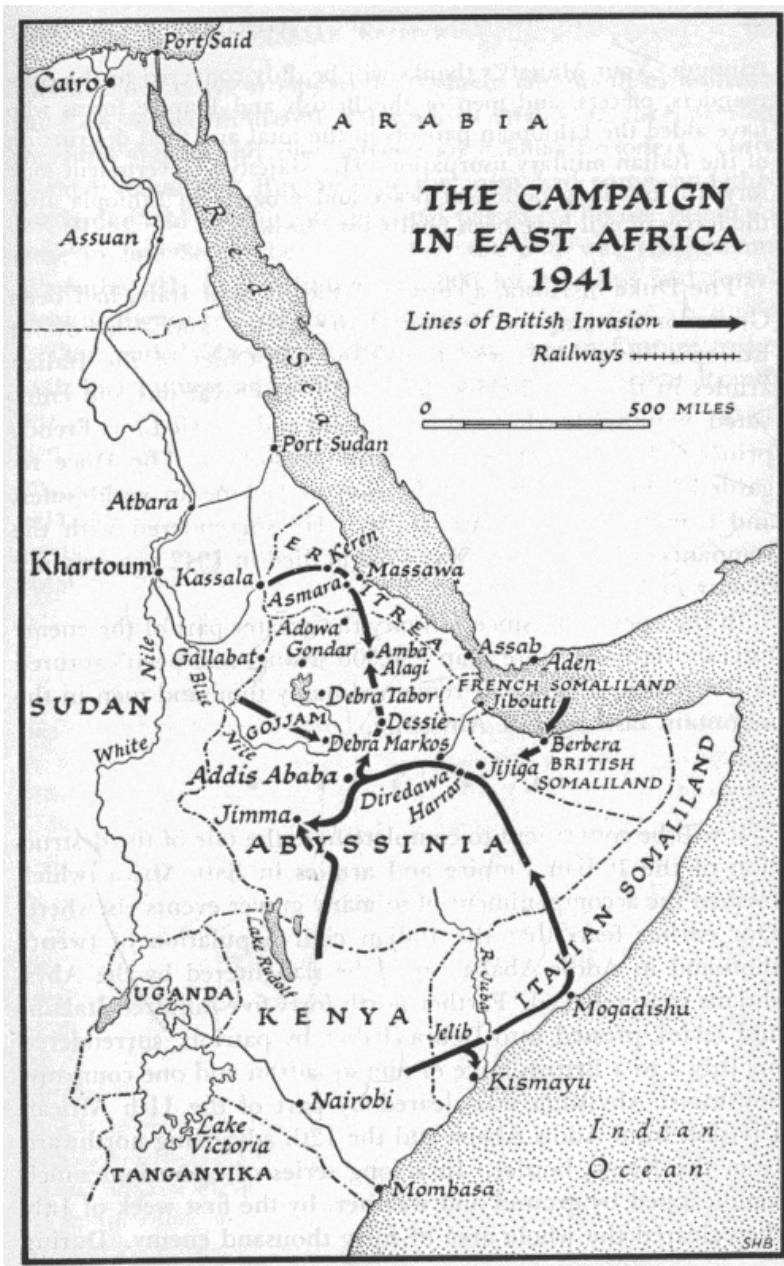 Port Said
Cairo
ARABIA
THE CAMPAIGN
IN EAST AFRICA
1941
Lines of British Invasion
Railways
0 500 MILES
Assuan
Red Sea
Port Sudan
Atbara
Khartoum
Kassala
ERITREA
Keren
Massawa
Asmara
Adowa
Gallabat
Gondar
Amba
Alagi
Assab
Aden
FRENCH SOMALILAND
Jibouti
Debra Tabor
SUDAN
White Nile
Blue Nile
GOJJAM
Dessie
Debra Markos
Berbera
BRITISH
SOMALILAND
Addis Ababa
Diredawa
Harrar
Jijiga
Jimma
ABYSSINIA
ITALIAN SOMALILAND
Lake Rudolf
R. Juba
UGANDA
KENYA
Mogadishu
Jelib
Kismayu
Nairobi
Lake
Victoria
Indian
Ocean
TANGANYIKA
Mombasa
SHB